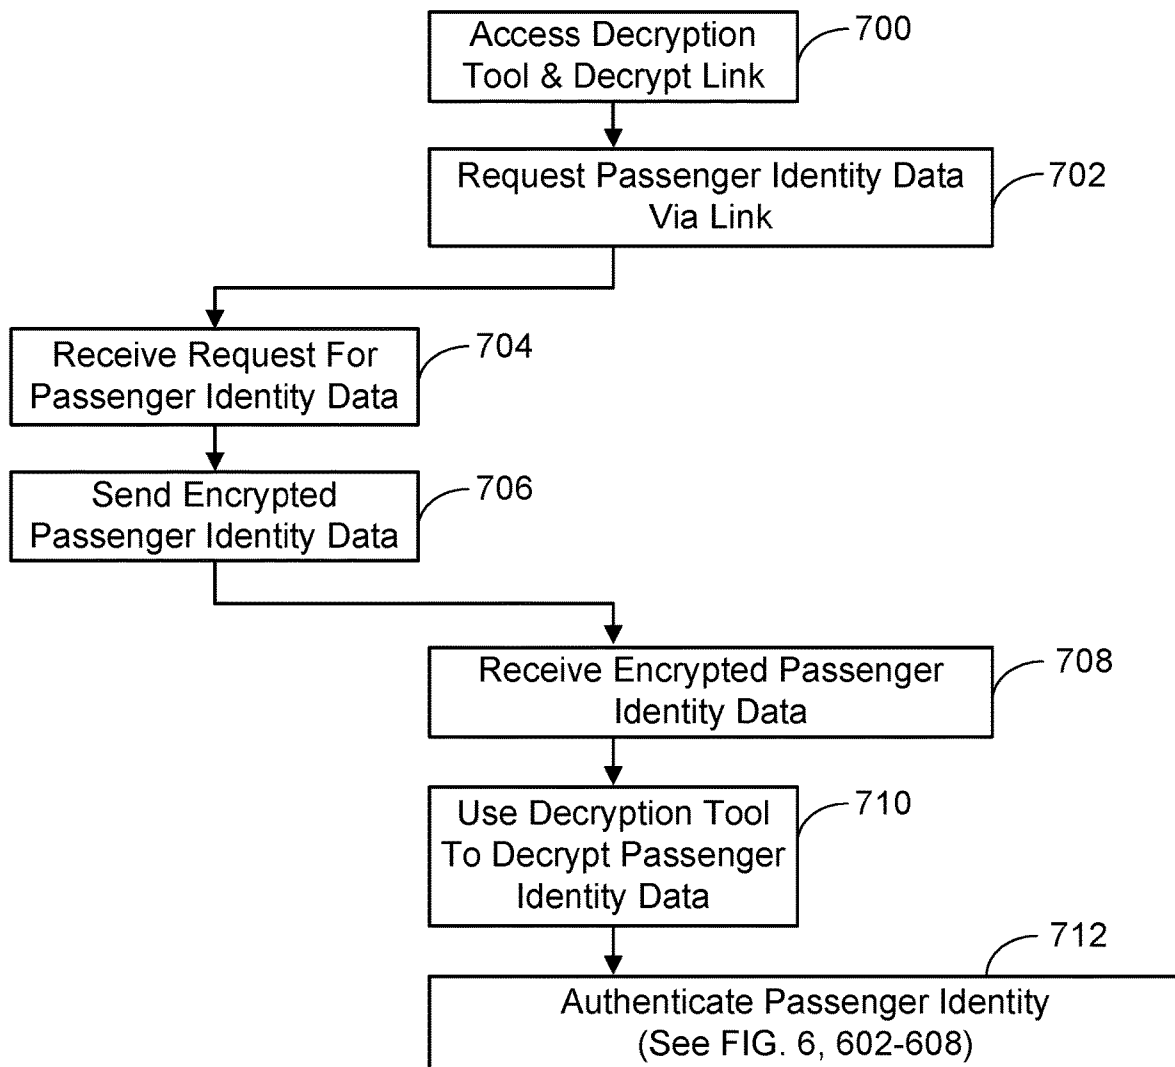 Access Decryption
Tool & Decrypt Link
700
Request Passenger Identity Data
Via Link
702
Receive Request For
Passenger Identity Data
704
Send Encrypted
Passenger Identity Data
706
Receive Encrypted Passenger
Identity Data
708
Use Decryption Tool
To Decrypt Passenger
Identity Data
710
712
Authenticate Passenger Identity
(See FIG. 6, 602-608)